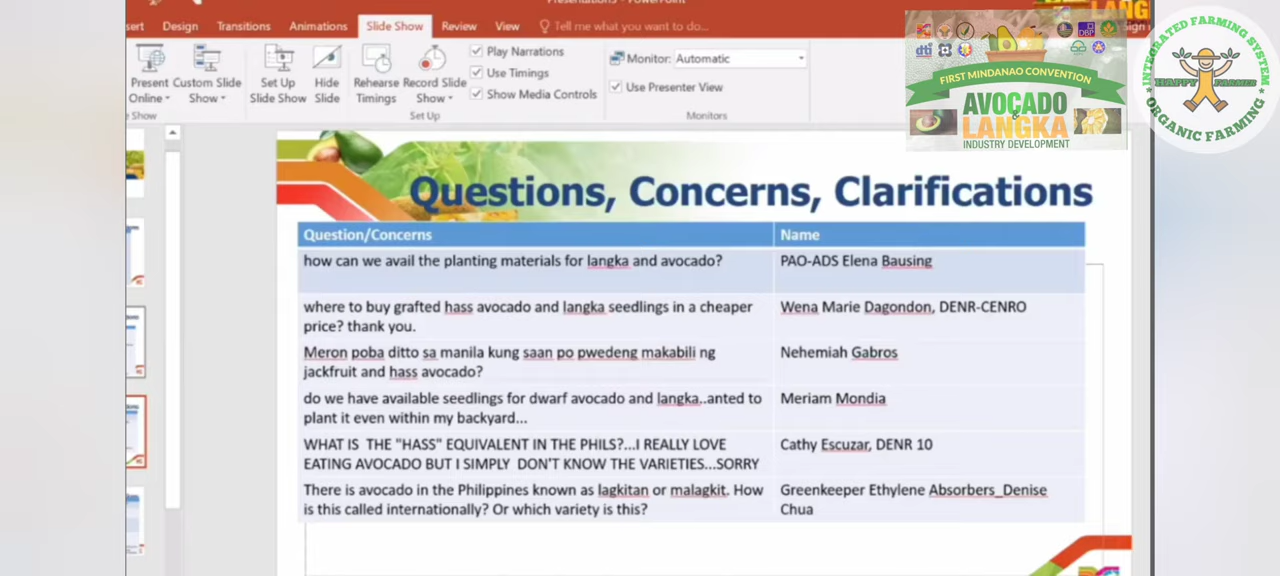 sert Design Transitions Animations Slide Show Review View Tell me what you want to do...
Present Online
Custom Slide Show
Set Up Slide Show
Hide Slide
Rehearse Timings
Record Slide Show
Play Narrations
Use Timings
Show Media Controls
Monitor: Automatic
Use Presenter View
Set Up
Monitors
FIRST MINDANAO CONVENTION
AVOCADO
&
LANGKA
INDUSTRY DEVELOPMENT
INTEGRATED FARMING SYSTEM
HAPPY FARMER
ORGANIC FARMING
Questions, Concerns, Clarifications
Question/Concerns Name
how can we avail the planting materials for langka and avocado? PAO-ADS Elena Bausing
where to buy grafted hass avocado and langka seedlings in a cheaper Wena Marie Dagondon, DENR-CENRO
price? thank you.
Meron poba ditto sa manila kung saan po pwedeng makabili ng Nehemiah Gabros
jackfruit and hass avocado?
do we have available seedlings for dwarf avocado and langka..anted to Meriam Mondia
plant it even within my backyard...
WHAT IS THE "HASS" EQUIVALENT IN THE PHILS?...I REALLY LOVE Cathy Escuzar, DENR 10
EATING AVOCADO BUT I SIMPLY DON'T KNOW THE VARIETIES...SORRY
There is avocado in the Philippines known as lagkitan or malagkit. How Greenkeeper Ethylene Absorbers_Denise
is this called internationally? Or which variety is this? Chua